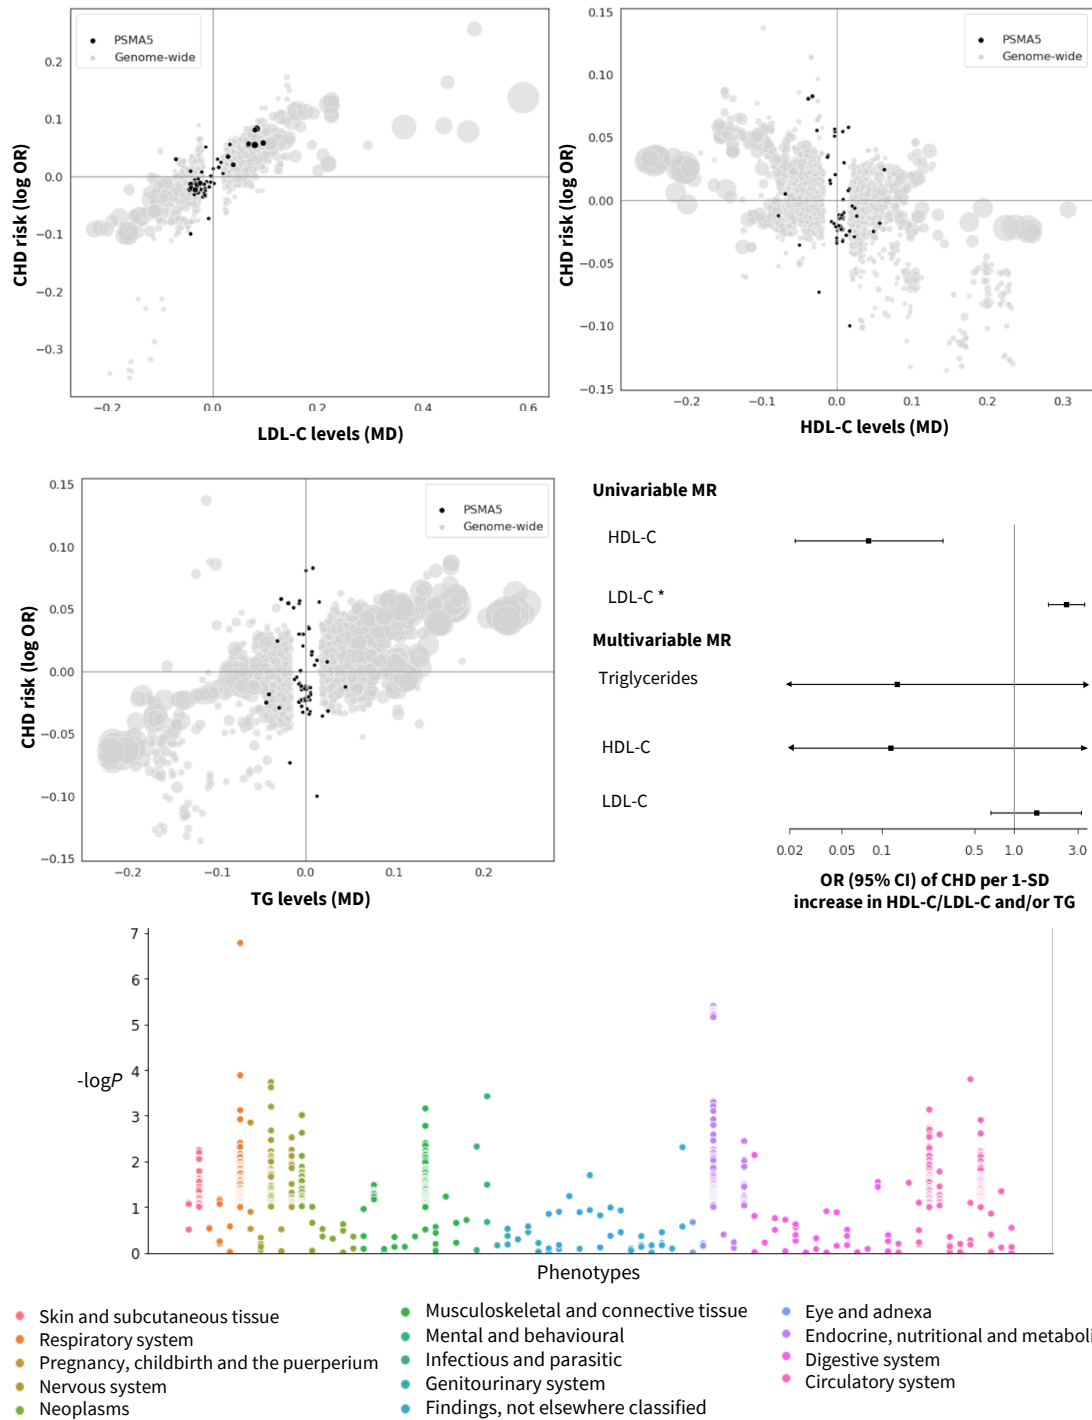 PSMA5
Genome-wide
0.2
0.1
0.0
−0.1
−0.2
−0.3
−0.2
0.0
0.2
0.4
0.6
CHD risk (log OR)
LDL-C levels (MD)
PSMA5
Genome-wide
0.15
0.10
0.05
0.00
−0.05
−0.10
−0.15
−0.2
−0.1
0.0
0.1
0.2
0.3
CHD risk (log OR)
HDL-C levels (MD)
PSMA5
Genome-wide
0.15
0.10
0.05
0.00
−0.05
−0.10
−0.15
−0.2
−0.1
0.0
0.1
0.2
CHD risk (log OR)
TG levels (MD)
Univariable MR
HDL-C
LDL-C *
Multivariable MR
Triglycerides
HDL-C
LDL-C
0.02
0.05
0.1
0.5
1.0
3.0
OR (95% CI) of CHD per 1-SD
increase in HDL-C/LDL-C and/or TG
7
6
5
4
3
2
1
0
-logP
Phenotypes
Skin and subcutaneous tissue
Respiratory system
Pregnancy, childbirth and the puerperium
Nervous system
Neoplasms
Musculoskeletal and connective tissue
Mental and behavioural
Infectious and parasitic
Genitourinary system
Findings, not elsewhere classified
Eye and adnexa
Endocrine, nutritional and metaboli
Digestive system
Circulatory system